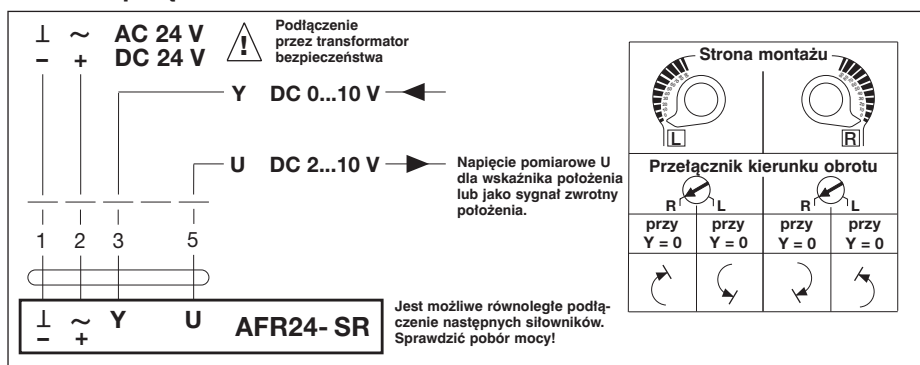 ⊥ ~ AC 24 V
– + DC 24 V
!
Podłączenie
przez transformator
bezpieczeństwa
Y DC 0...10 V
U DC 2...10 V
Napięcie pomiarowe U
dla wskaźnika położenia
lub jako sygnał zwrotny
położenia.
1 2 3 5
⊥ ~ Y U AFR24- SR
– +
Jest możliwe równoległe podłą-
czenie następnych siłowników.
Sprawdzić pobór mocy!
Strona montażu
L R
Przełącznik kierunku obrotu
R L R L
przy przy przy przy
Y = 0 Y = 0 Y = 0 Y = 0